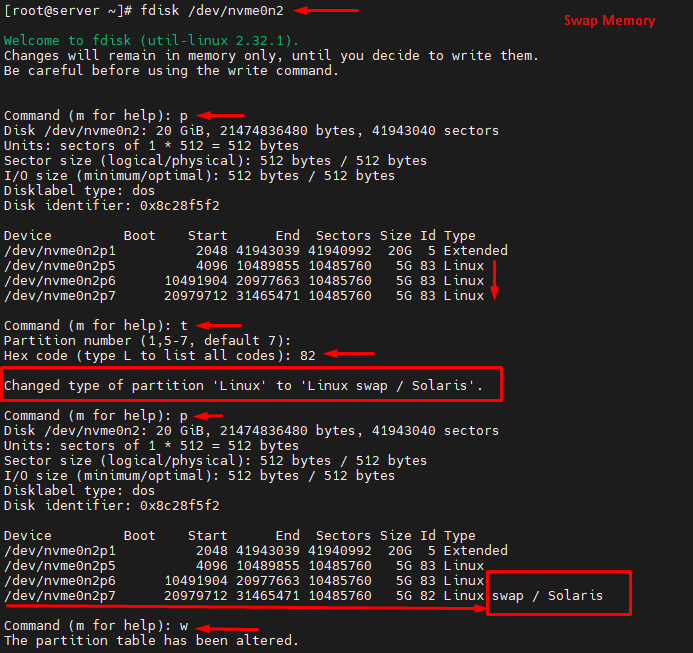 [root@server ~]# fdisk /dev/nvme0n2
Swap Memory
Welcome to fdisk (util-linux 2.32.1).
Changes will remain in memory only, until you decide to write them.
Be careful before using the write command.
Command (m for help): p
Disk /dev/nvme0n2: 20 GiB, 21474836480 bytes, 41943040 sectors
Units: sectors of 1 * 512 = 512 bytes
Sector size (logical/physical): 512 bytes / 512 bytes
I/O size (minimum/optimal): 512 bytes / 512 bytes
Disklabel type: dos
Disk identifier: 0x8c28f5f2
Device         Boot    Start      End  Sectors Size Id Type
/dev/nvme0n2p1          2048 41943039 41940992  20G  5 Extended
/dev/nvme0n2p5          4096 10489855 10485760   5G 83 Linux
/dev/nvme0n2p6      10491904 20977663 10485760   5G 83 Linux
/dev/nvme0n2p7      20979712 31465471 10485760   5G 83 Linux
Command (m for help): t
Partition number (1,5-7, default 7):
Hex code (type L to list all codes): 82
Changed type of partition 'Linux' to 'Linux swap / Solaris'.
Command (m for help): p
Disk /dev/nvme0n2: 20 GiB, 21474836480 bytes, 41943040 sectors
Units: sectors of 1 * 512 = 512 bytes
Sector size (logical/physical): 512 bytes / 512 bytes
I/O size (minimum/optimal): 512 bytes / 512 bytes
Disklabel type: dos
Disk identifier: 0x8c28f5f2
Device         Boot    Start      End  Sectors Size Id Type
/dev/nvme0n2p1          2048 41943039 41940992  20G  5 Extended
/dev/nvme0n2p5          4096 10489855 10485760   5G 83 Linux
/dev/nvme0n2p6      10491904 20977663 10485760   5G 83 Linux
/dev/nvme0n2p7      20979712 31465471 10485760   5G 82 Linux swap / Solaris
Command (m for help): w
The partition table has been altered.